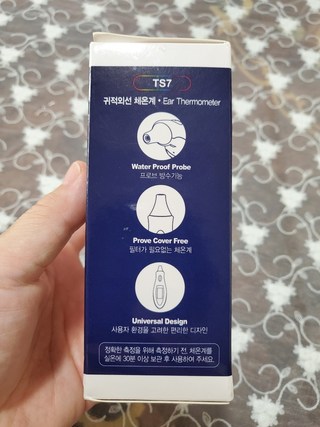 TS7
귀적외선 체온계 • Ear Thermometer
Water Proof Probe
프로브 방수기능
Prove Cover Free
필터가 필요없는 체온계
Universal Design
사용자 환경을 고려한 편리한 디자인
정확한 측정을 위해 측정하기 전, 체온계를
실온에 30분 이상 보관 후 사용하여 주세요.